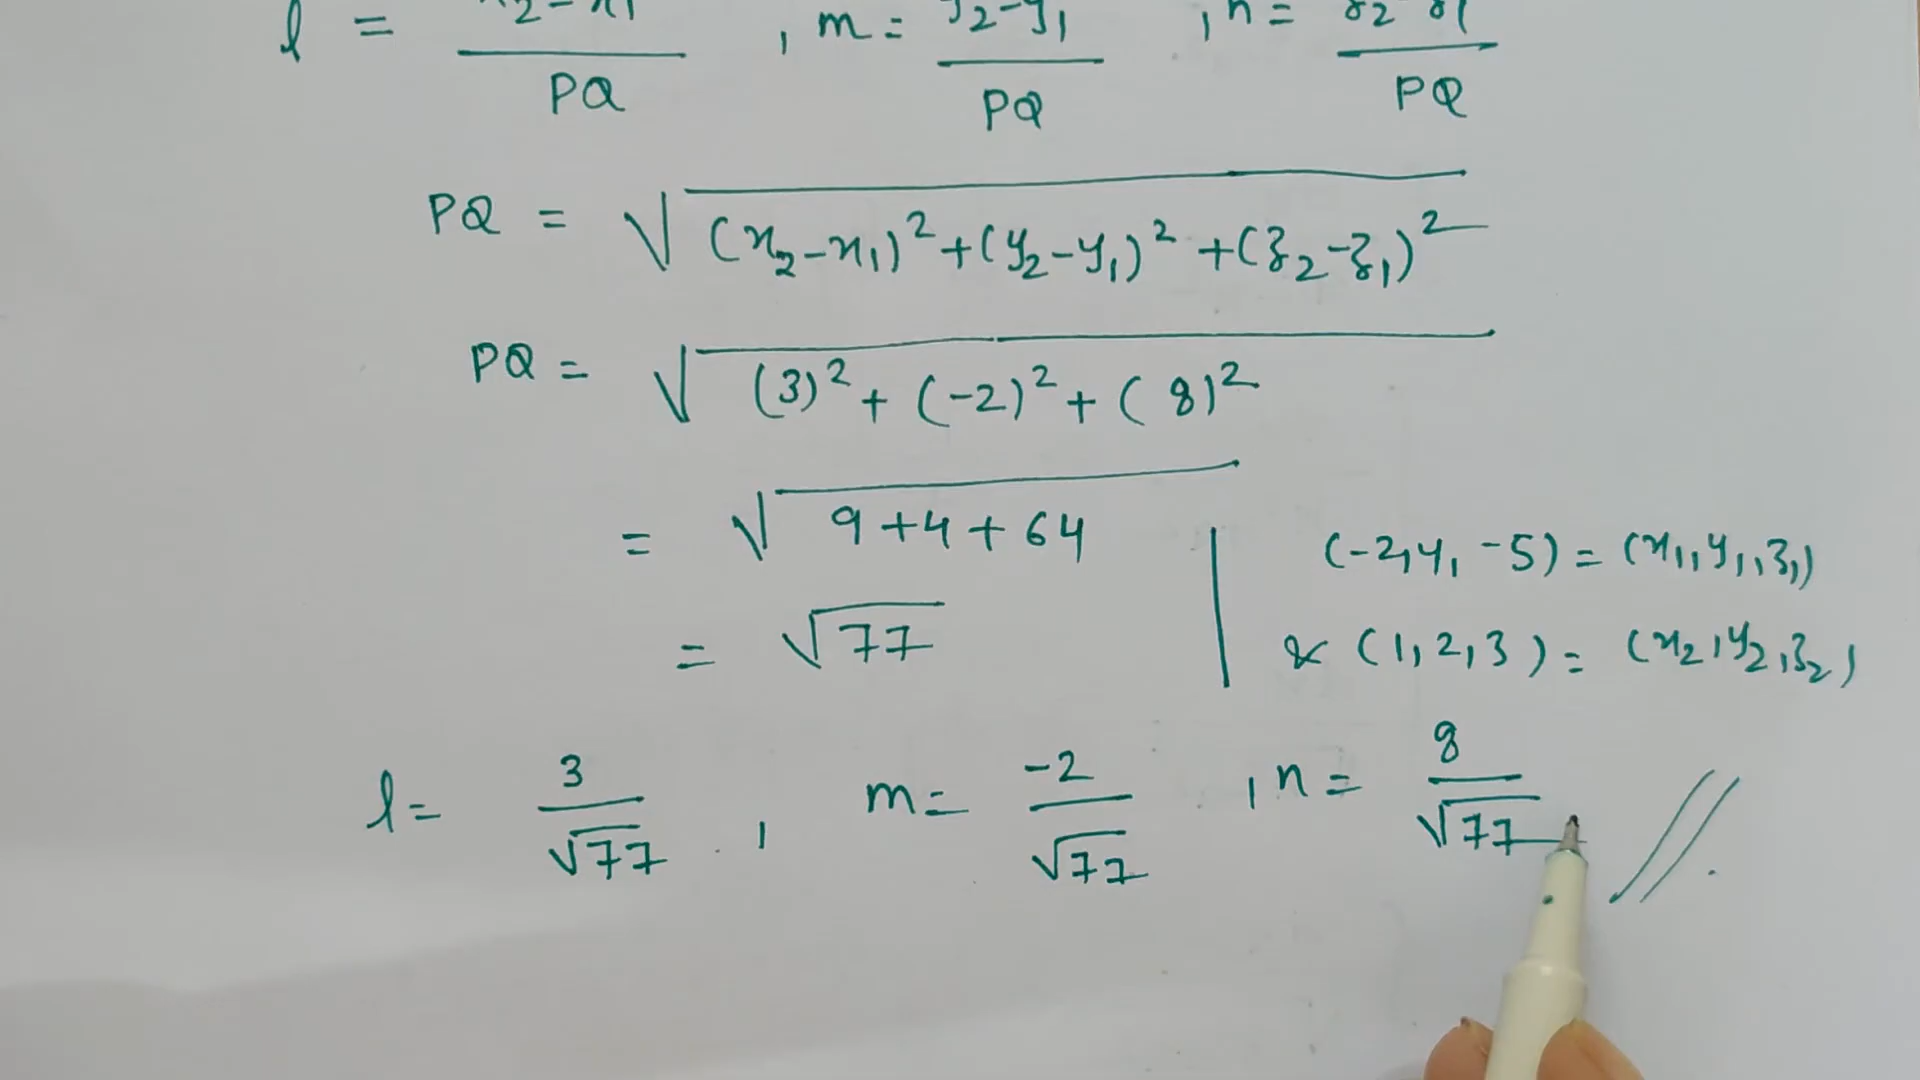 l = x₂-x₁ / PQ , m = y₂-y₁ / PQ , n = z₂ z₁ / PQ
PQ = √((x₂-x₁)²+(y₂-y₁)²+(z₂-z₁)²)
PQ = √((3)²+(-2)²+(8)²)
= √(9+4+64)
(-2,4,-5)=(x₁,y₁,z₁)
= √77
& (1,2,3)=(x₂,y₂,z₂)
l= 3/√77 , m= -2/√77 , n= 8/√77